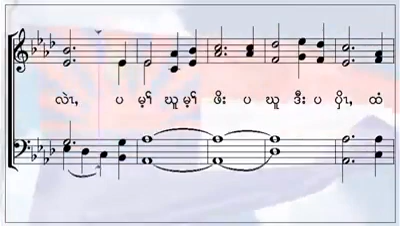 လဲၤ, ပ မ့ၢ် ဃူ မ့ၢ် ဖိး ပ ဃူ ဒီး ပ ပှိၤ, ထံ